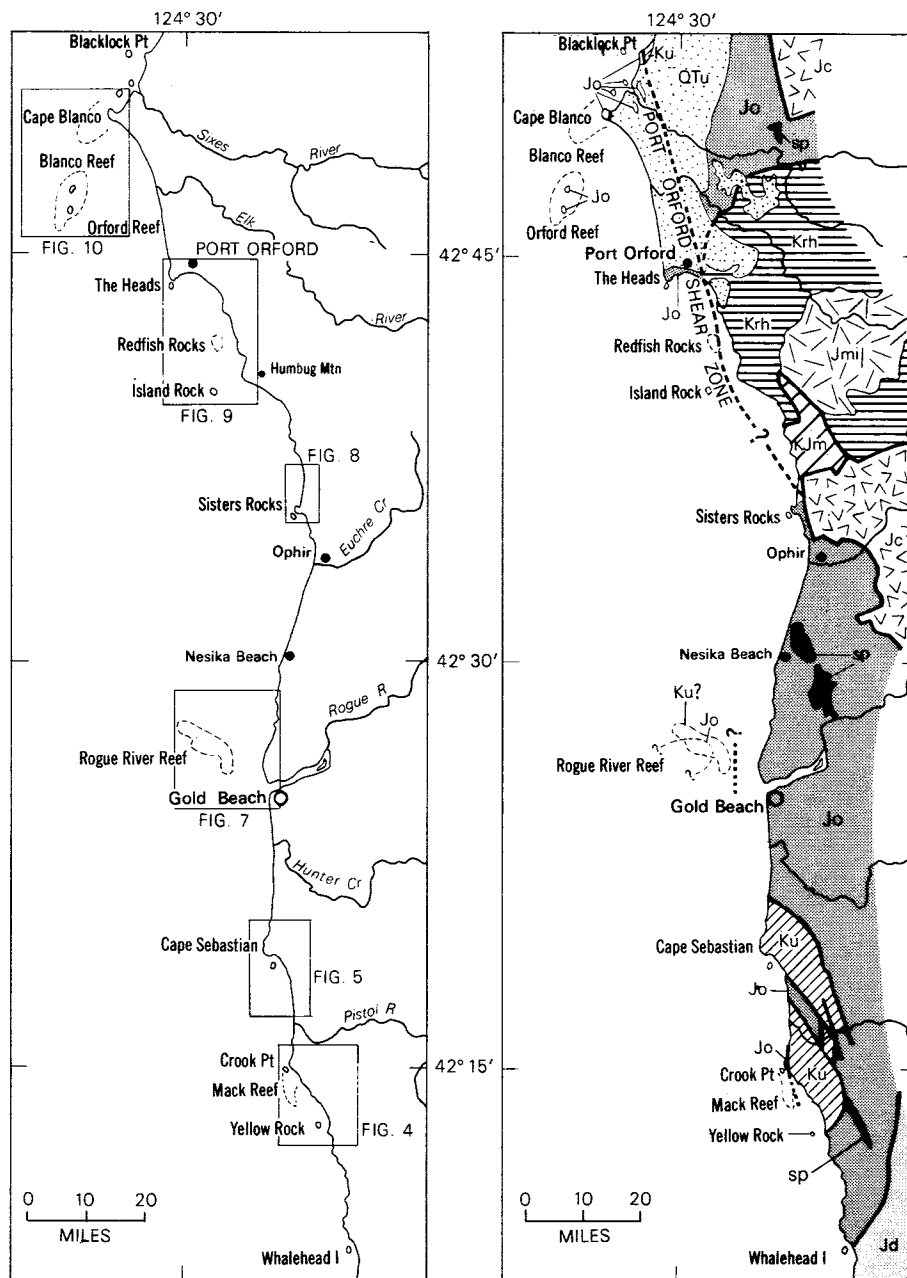 124° 30'
Blacklock Pt
Cape Blanco
Sixes
River
Blanco Reef
Elk
Orford Reef
FIG. 10
PORT ORFORD
42° 45'
The Heads
River
Redfish Rocks
Humbug Mtn
Island Rock
FIG. 9
FIG. 8
Sisters Rocks
Euchre Cr
Ophir
Nesika Beach
42° 30'
Rogue R
Rogue River Reef
Gold Beach
FIG. 7
Hunter Cr
Cape Sebastian
FIG. 5
Pistol R
Crook Pt
42° 15'
Mack Reef
Yellow Rock
FIG. 4
0 10 20
MILES
Whalehead I
124° 30'
Blacklock Pt
Ku
QTu
Jc
Jo
Jo
Cape Blanco
sp
PORT ORFORD SHEAR ZONE
Blanco Reef
Jo
Orford Reef
Krh
Port Orford
The Heads
Jo
Krh
Jmi
Redfish Rocks
Island Rock
?
KJm
Sisters Rocks
Jc
Ophir
Nesika Beach
sp
Ku?
Jo
?
Rogue River Reef
Gold Beach
Jo
Cape Sebastian
Ku
Jo
Jo
Crook Pt
Ku
Mack Reef
Yellow Rock
sp
0 10 20
MILES
Whalehead I
Jd